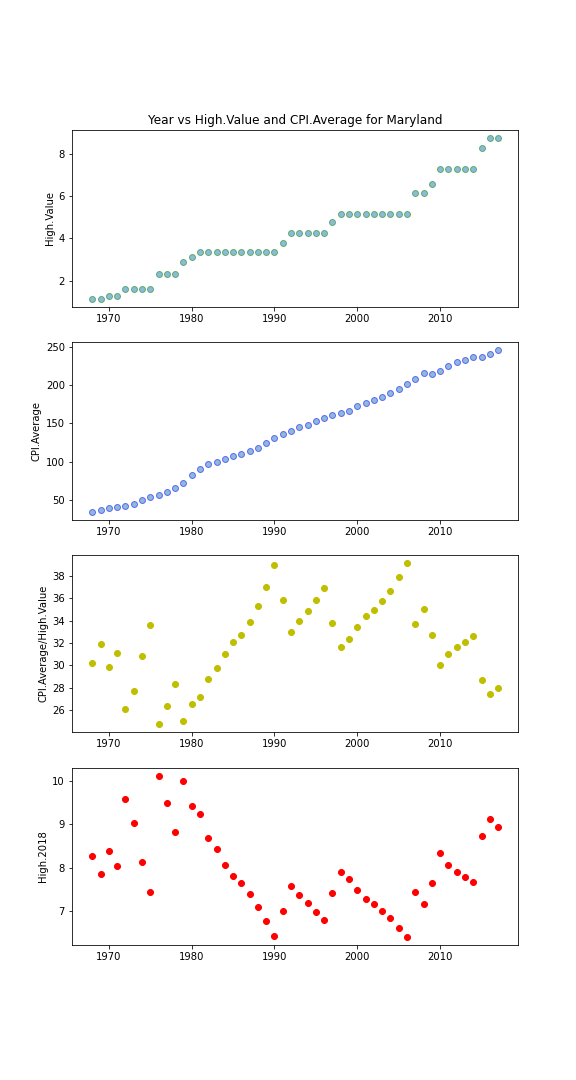 Year vs High.Value and CPI.Average for Maryland
High.Value
8
6
4
2
1970 1980 1990 2000 2010
CPI.Average
250
200
150
100
50
1970 1980 1990 2000 2010
CPI.Average/High.Value
38
36
34
32
30
28
26
1970 1980 1990 2000 2010
High.2018
10
9
8
7
1970 1980 1990 2000 2010